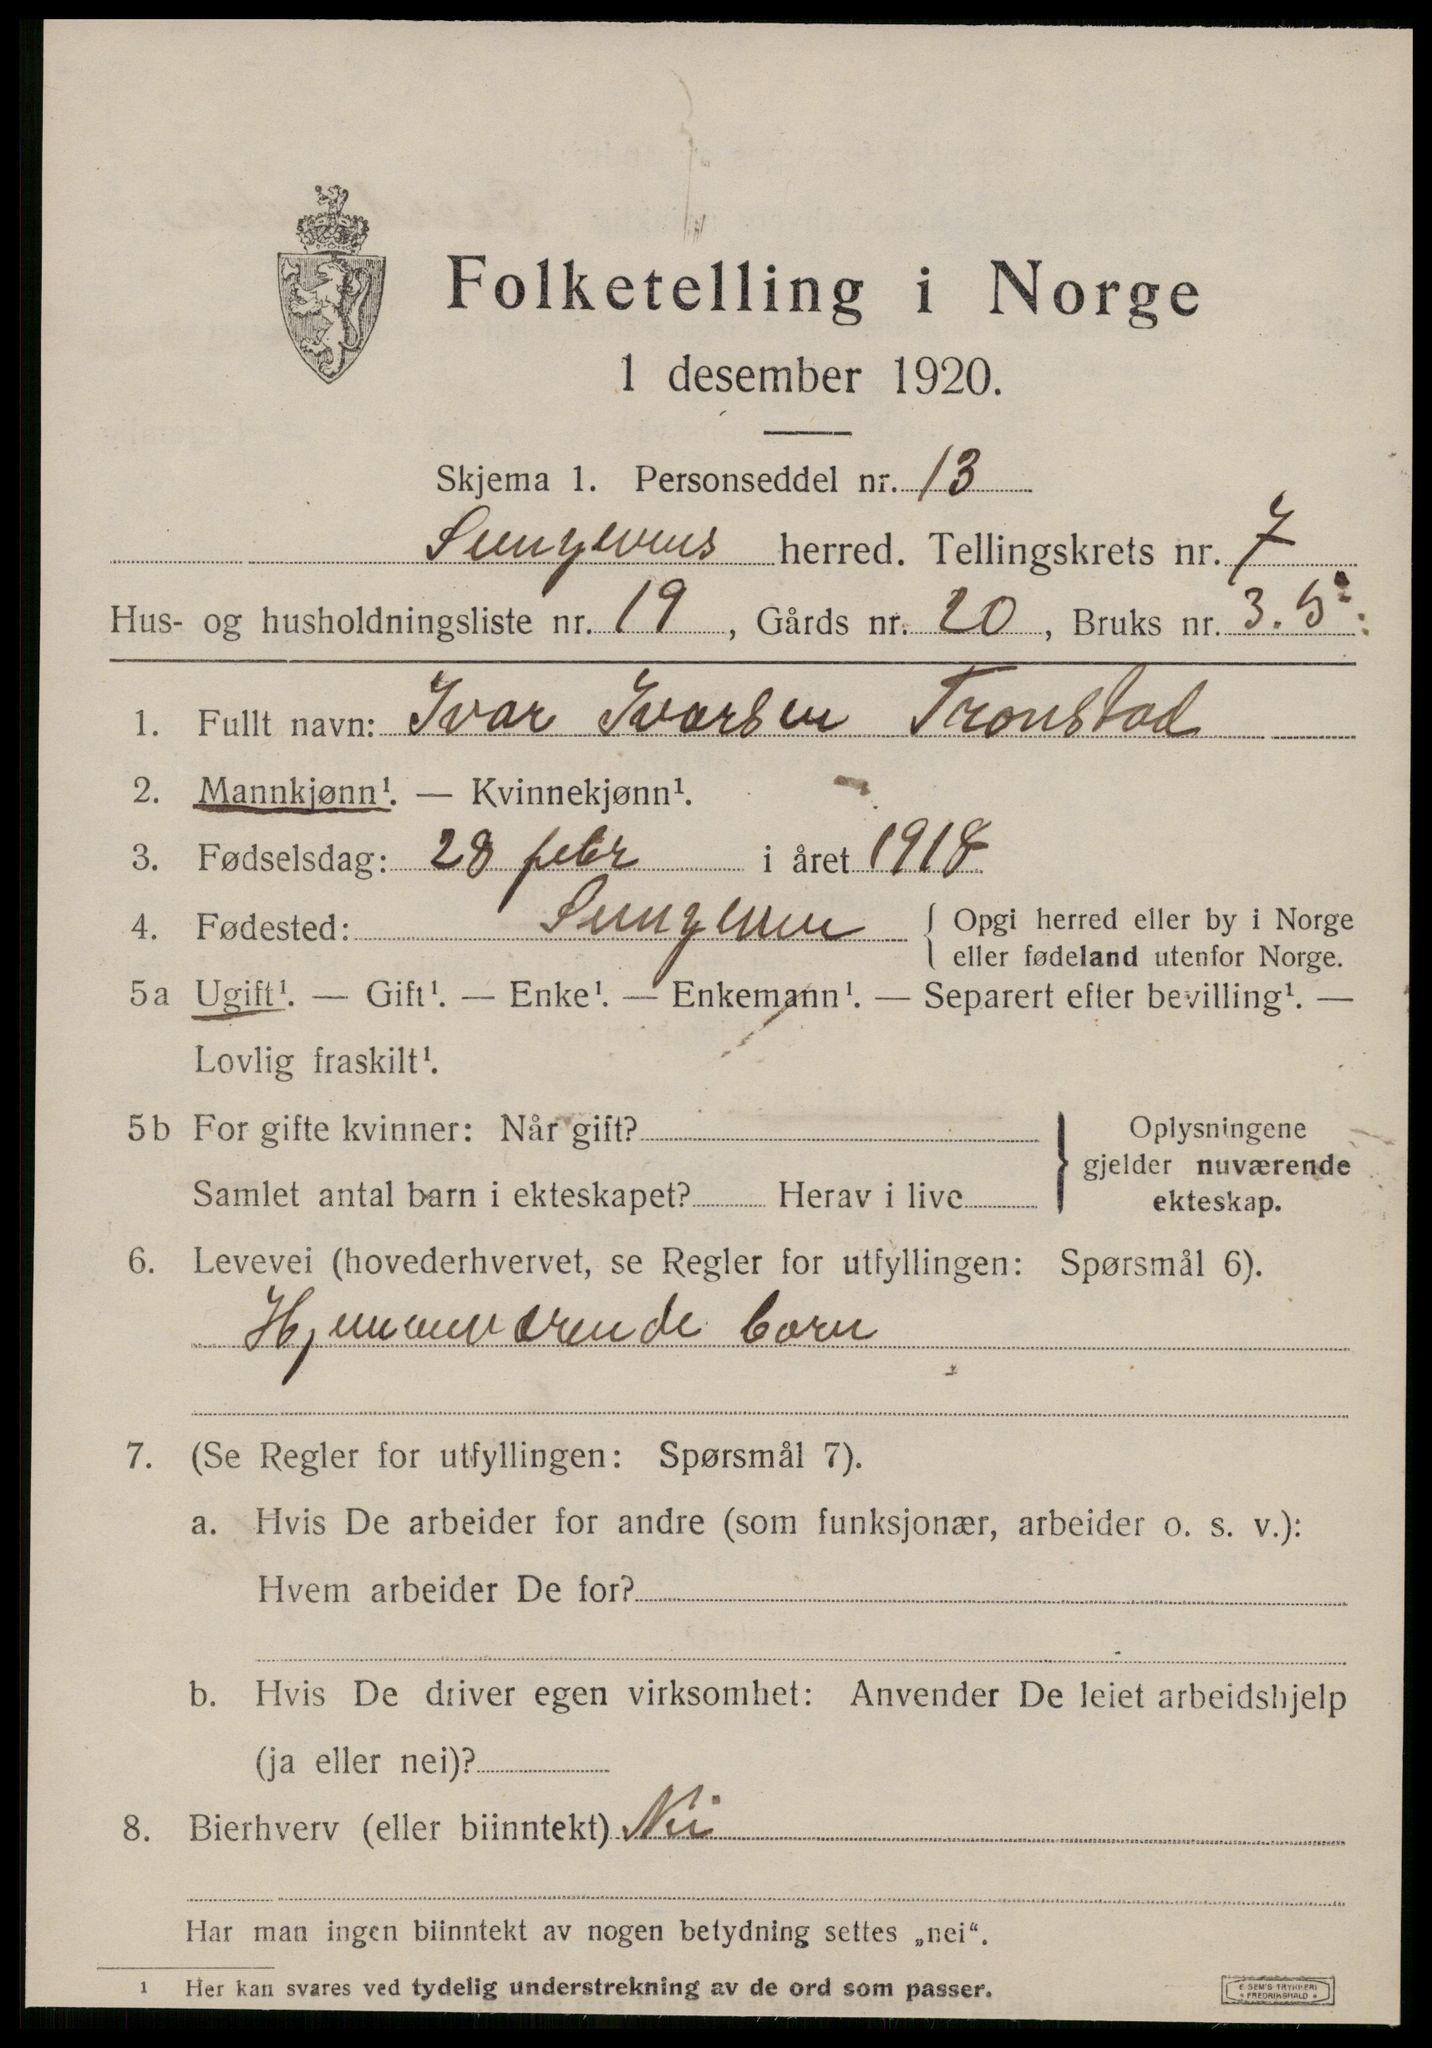 Folketelling i Norge
1 desember 1920.
Skjema 1. Personseddel nr. 13
Sunylvens herred. Tellingskrets nr. 7
Hus- og husholdningsliste nr. 19, Gårds nr. 20, Bruks nr. 3.5
1. Fullt navn: Ivar Ivarsen Tronstad
2. Mannkjønn¹. — Kvinnekjønn¹.
3. Fødselsdag: 28 febr i året 1918
4. Fødested: Sunylven { Opgi herred eller by i Norge
eller fødeland utenfor Norge.
5a Ugift¹. — Gift¹. — Enke¹. — Enkemann¹. — Separert efter bevilling¹. —
Lovlig fraskilt¹.
5b For gifte kvinner: Når gift?
Samlet antal barn i ekteskapet? Herav i live
} Oplysningene
gjelder nuværende
ekteskap.
6. Levevei (hovederhvervet, se Regler for utfyllingen: Spørsmål 6).
Hjemmeværende barn
7. (Se Regler for utfyllingen: Spørsmål 7).
a. Hvis De arbeider for andre (som funksjonær, arbeider o. s. v.):
Hvem arbeider De for?
b. Hvis De driver egen virksomhet: Anvender De leiet arbeidshjelp
(ja eller nei)?
8. Bierhverv (eller biinntekt) Nei
Har man ingen biinntekt av nogen betydning settes „nei“.
¹ Her kan svares ved tydelig understrekning av de ord som passer.
E SEM'S TRYKKERI
FREDRIKSHALD